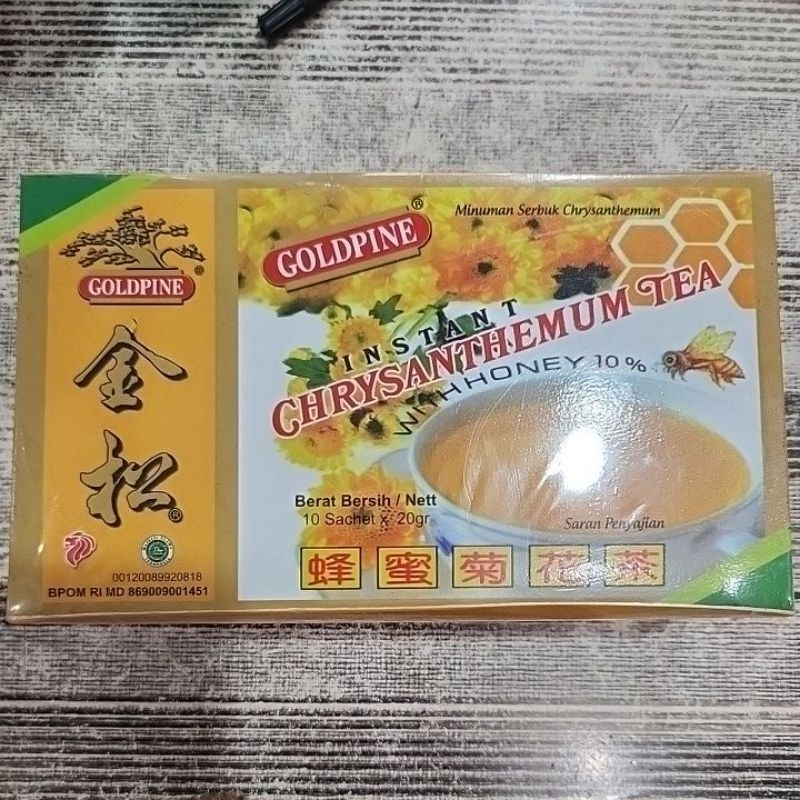 GOLDPINE®
金松®
00120089920818
BPOM RI MD 869009001451
GOLDPINE®
Minuman Serbuk Chrysanthemum
INSTANT
CHRYSANTHEMUM TEA
WITH HONEY 10%
Berat Bersih / Nett
10 Sachet x 20gr
Saran Penyajian
蜂蜜菊花茶